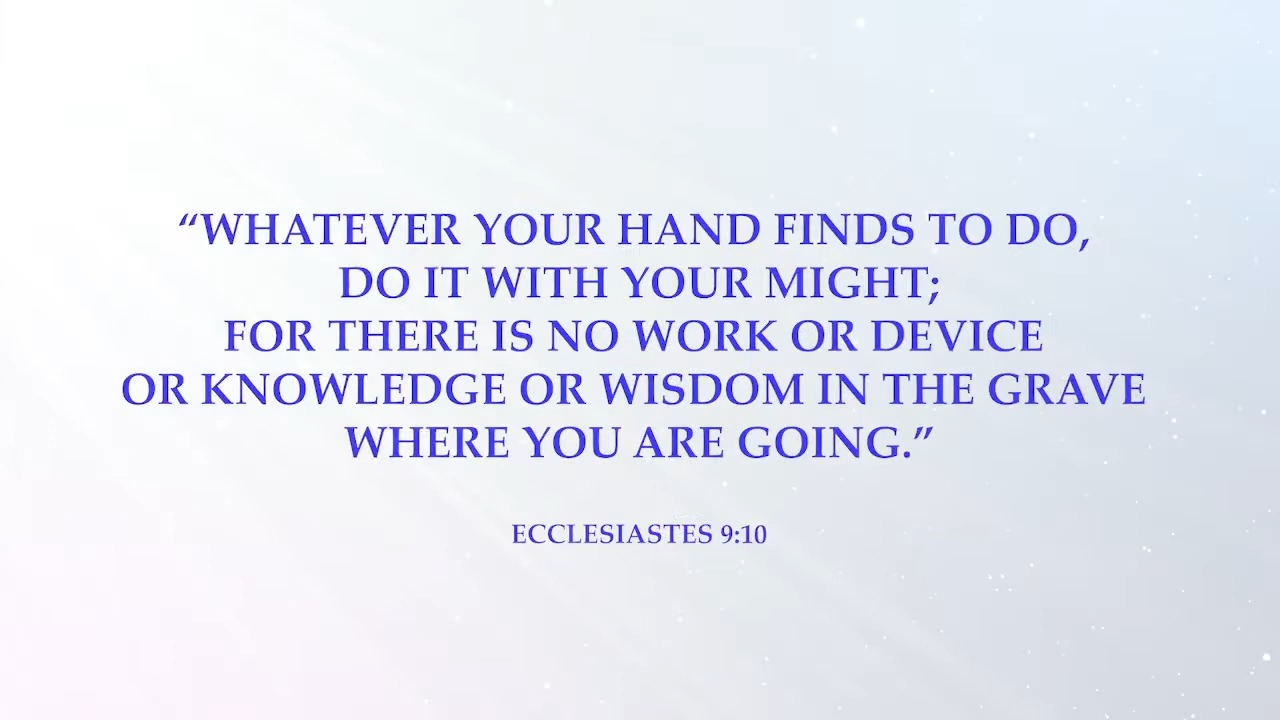 “WHATEVER YOUR HAND FINDS TO DO,
DO IT WITH YOUR MIGHT;
FOR THERE IS NO WORK OR DEVICE
OR KNOWLEDGE OR WISDOM IN THE GRAVE
WHERE YOU ARE GOING.”
ECCLESIASTES 9:10